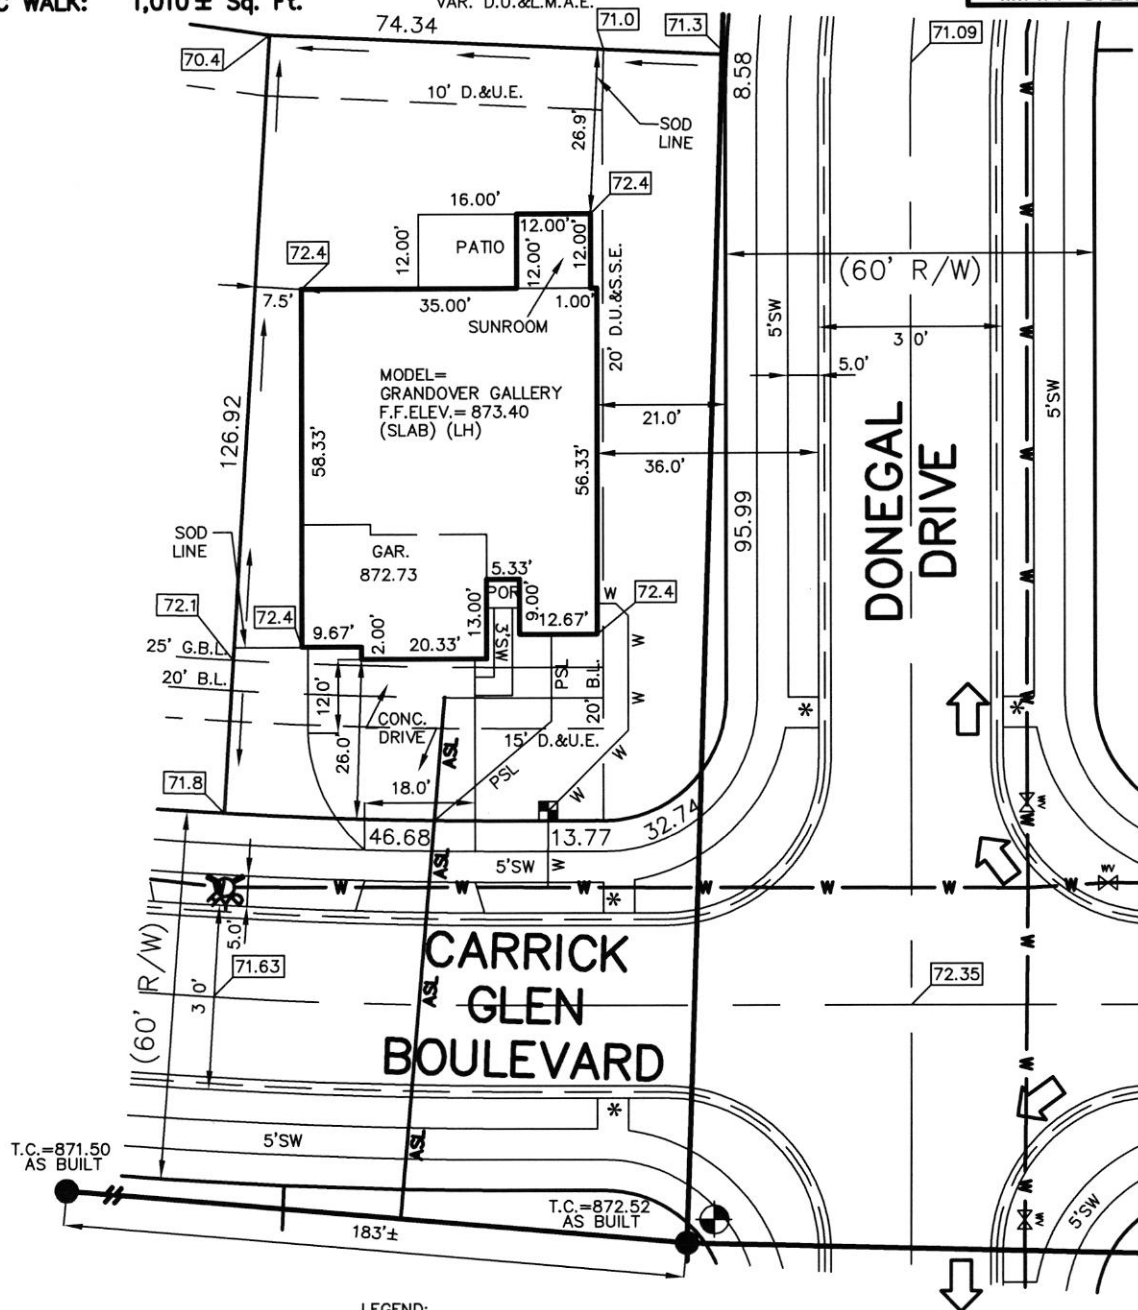 C WALK: 1,010± Sq. Ft.
VAR. D.U.&L.M.A.E.
74.34
71.0
71.3
71.09
70.4
8.58
10' D.&U.E.
26.9'
SOD
LINE
W
72.4
16.00'
12.00'
12.00'
PATIO
12.00'
12.00'
W
72.4
(60' R/W)
7.5'
35.00'
1.00'
SUNROOM
20' D.U.&S.S.E.
5'SW
30'
5.0'
MODEL=
GRANDOVER GALLERY
F.F.ELEV.= 873.40
(SLAB) (LH)
21.0'
5'SW
126.92
58.33'
56.33'
36.0'
W
DONEGAL
DRIVE
95.99
SOD
LINE
GAR.
872.73
5.33'
POR
W
W
72.1
72.4
13.00'
9.00'
12.67'
72.4
W
9.67'
2.00'
20.33'
3'SW
25' G.B.L.
20' B.L.
PSL
20' B.L.
W
W
12.0'
CONC.
DRIVE
15' D.&U.E.
*
*
26.0'
ASL
PSL
W
71.8
18.0'
W
WV
W
46.68
13.77
32.74
ASL
5'SW
W
WV
W
W
W
W
W
W
W
W
*
5.0'
CARRICK
GLEN
BOULEVARD
W
71.63
72.35
(60' R/W)
30'
ASL
W
*
ASL
5'SW
T.C.=871.50
AS BUILT
W
T.C.=872.52
AS BUILT
WV
5'SW
183'±
LEGEND: